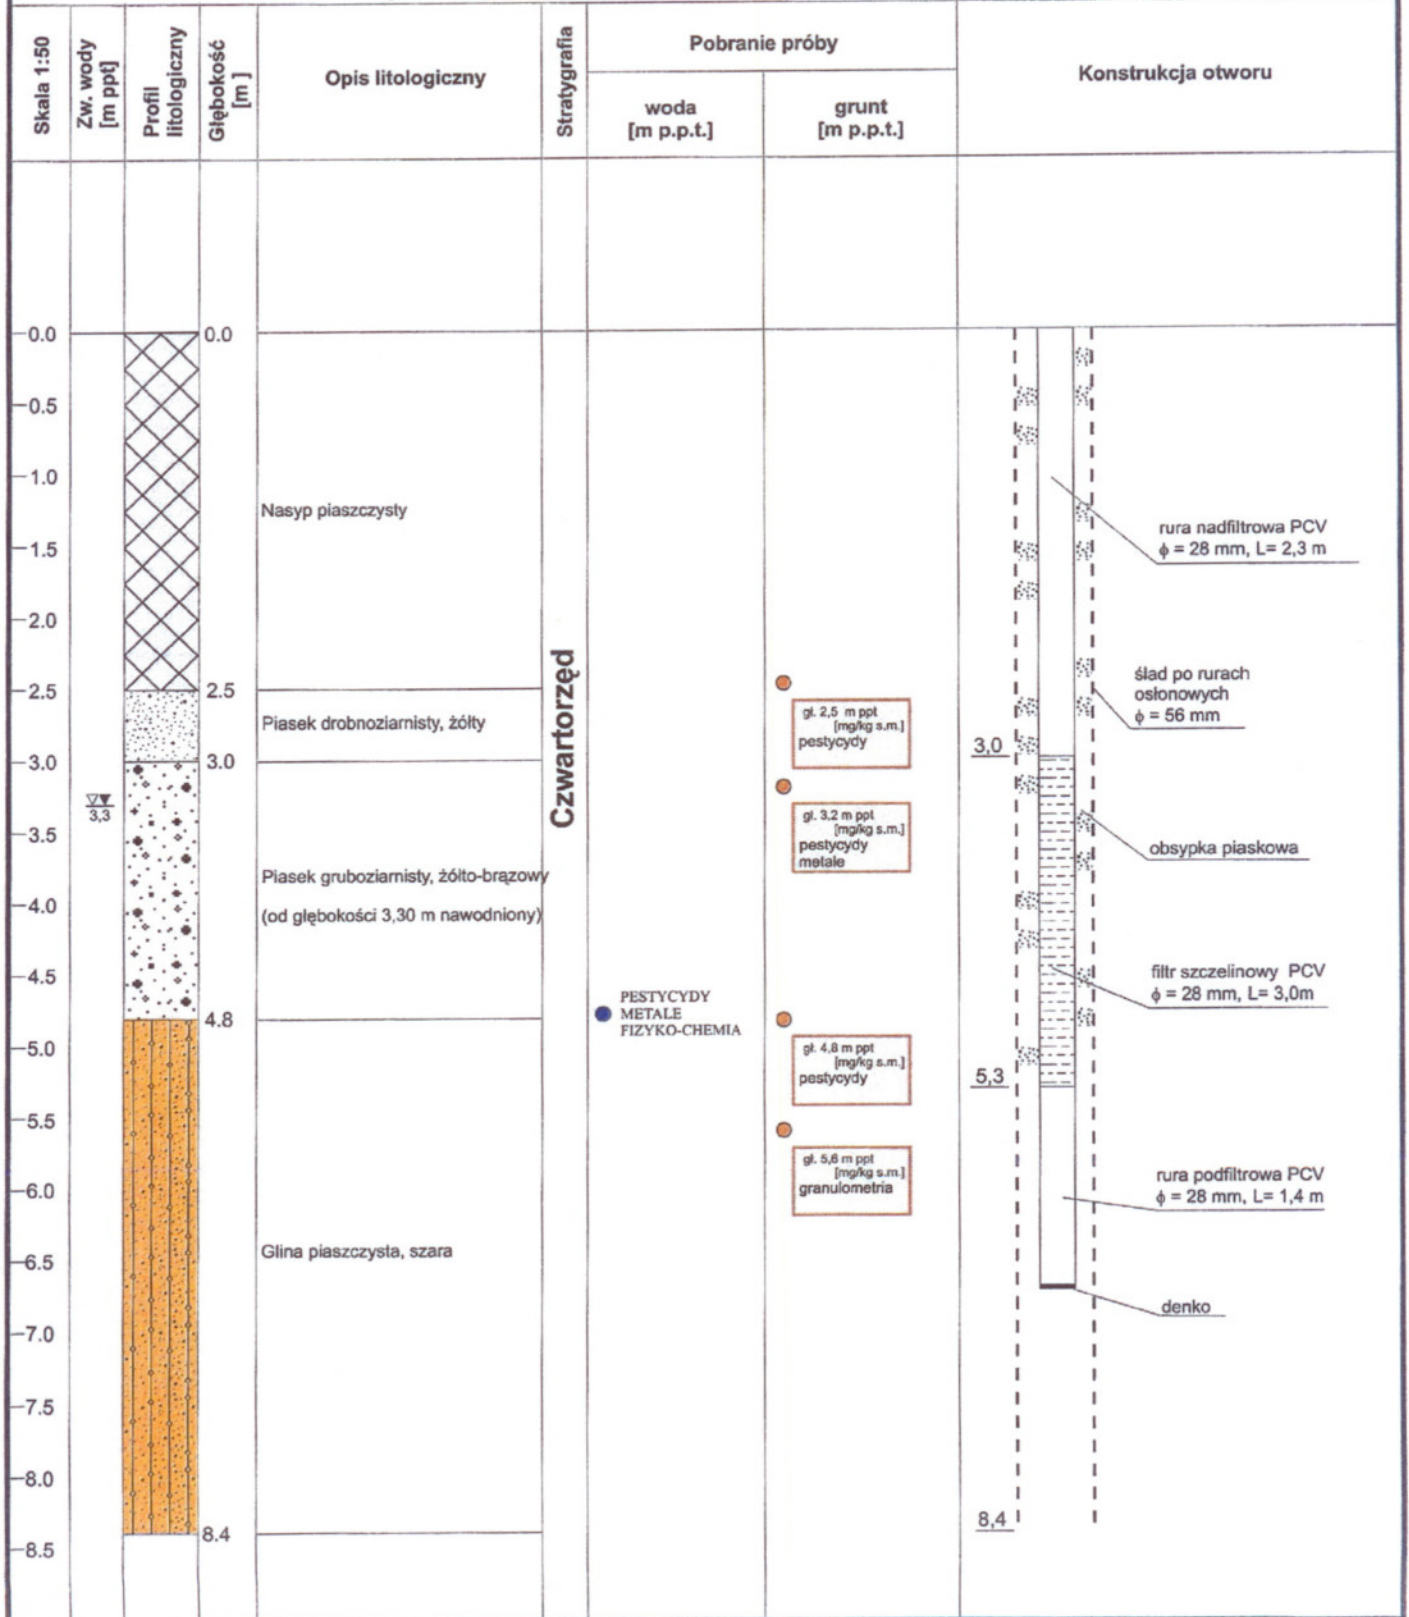 Skala 1:50
Zw. wody
[m ppt]
Profil
litologiczny
Głębokość
[m ]
Opis litologiczny
Stratygrafia
Pobranie próby
woda
[m p.p.t.]
grunt
[m p.p.t.]
Konstrukcja otworu
0.0
0.5
1.0
1.5
2.0
2.5
3.0
3.5
4.0
4.5
5.0
5.5
6.0
6.5
7.0
7.5
8.0
8.5
3,3
0.0
2.5
3.0
4.8
8.4
Nasyp piaszczysty
Piasek drobnoziarnisty, żółty
Piasek gruboziarnisty, żółto-brązowy
(od głębokości 3,30 m nawodniony)
Glina piaszczysta, szara
Czwartorzęd
PESTYCYDY
METALE
FIZYKO-CHEMIA
gł. 2,5 m ppt
[mg/kg s.m.]
pestycydy
gł. 3,2 m ppt
[mg/kg s.m.]
pestycydy
metale
gł. 4,8 m ppt
[mg/kg s.m.]
pestycydy
gł. 5,6 m ppt
[mg/kg s.m.]
granulometria
3,0
5,3
8,4
rura nadfiltrowa PCV
ϕ = 28 mm, L= 2,3 m
ślad po rurach
osłonowych
ϕ = 56 mm
obsypka piaskowa
filtr szczelinowy PCV
ϕ = 28 mm, L= 3,0m
rura podfiltrowa PCV
ϕ = 28 mm, L= 1,4 m
denko